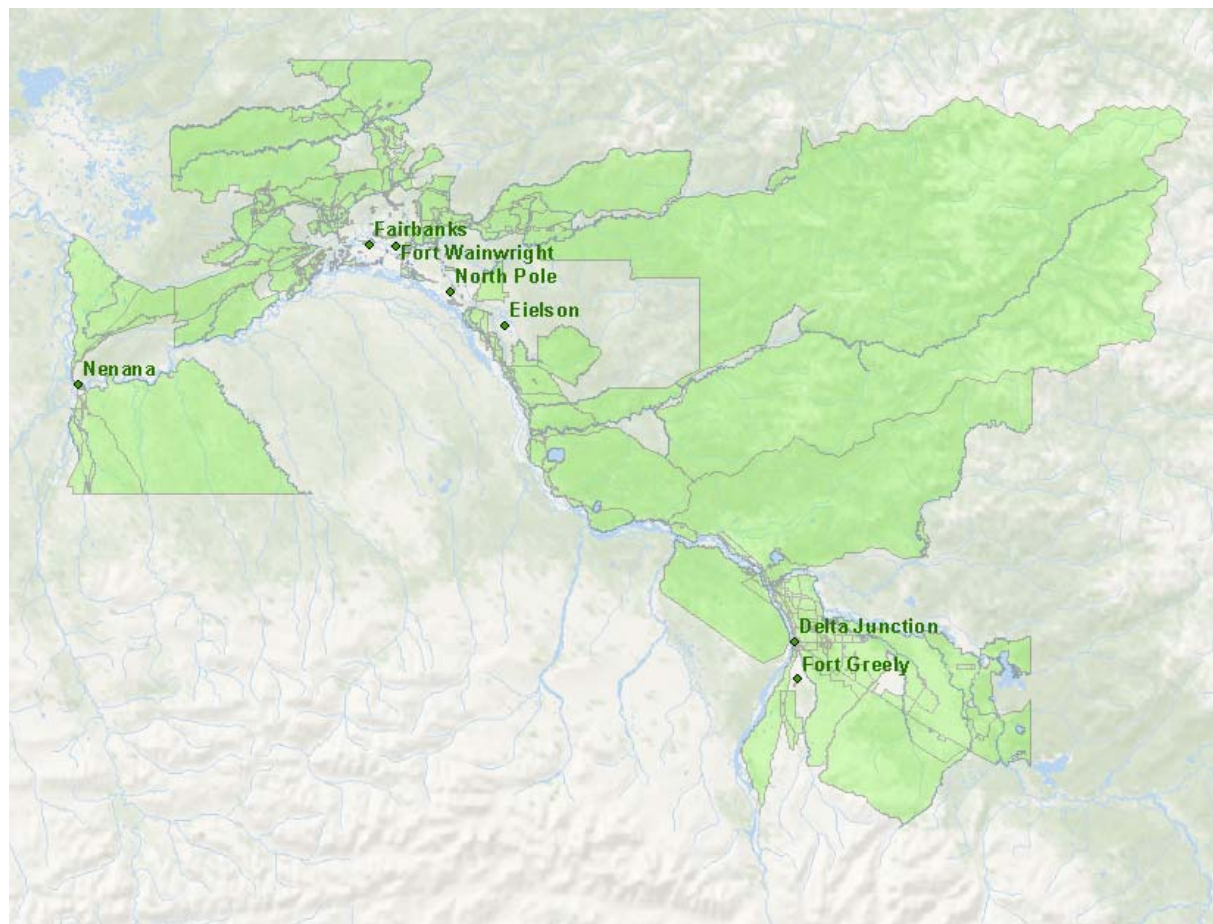 Fairbanks
Fort Wainwright
North Pole
Eielson
Nenana
Delta Junction
Fort Greely